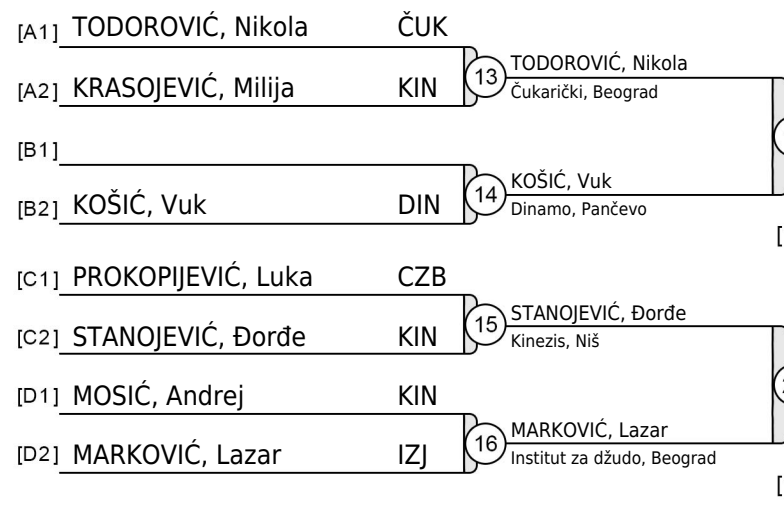 [A1] TODOROVIĆ, Nikola ČUK
[A2] KRASOJEVIĆ, Milija KIN
13 TODOROVIĆ, Nikola
Čukarički, Beograd
[B1]
[B2] KOŠIĆ, Vuk DIN
14 KOŠIĆ, Vuk
Dinamo, Pančevo
[
[C1] PROKOPIJEVIĆ, Luka CZB
[C2] STANOJEVIĆ, Đorđe KIN
15 STANOJEVIĆ, Đorđe
Kinezis, Niš
[D1] MOSIĆ, Andrej KIN
[D2] MARKOVIĆ, Lazar IZJ
16 MARKOVIĆ, Lazar
Institut za džudo, Beograd
[